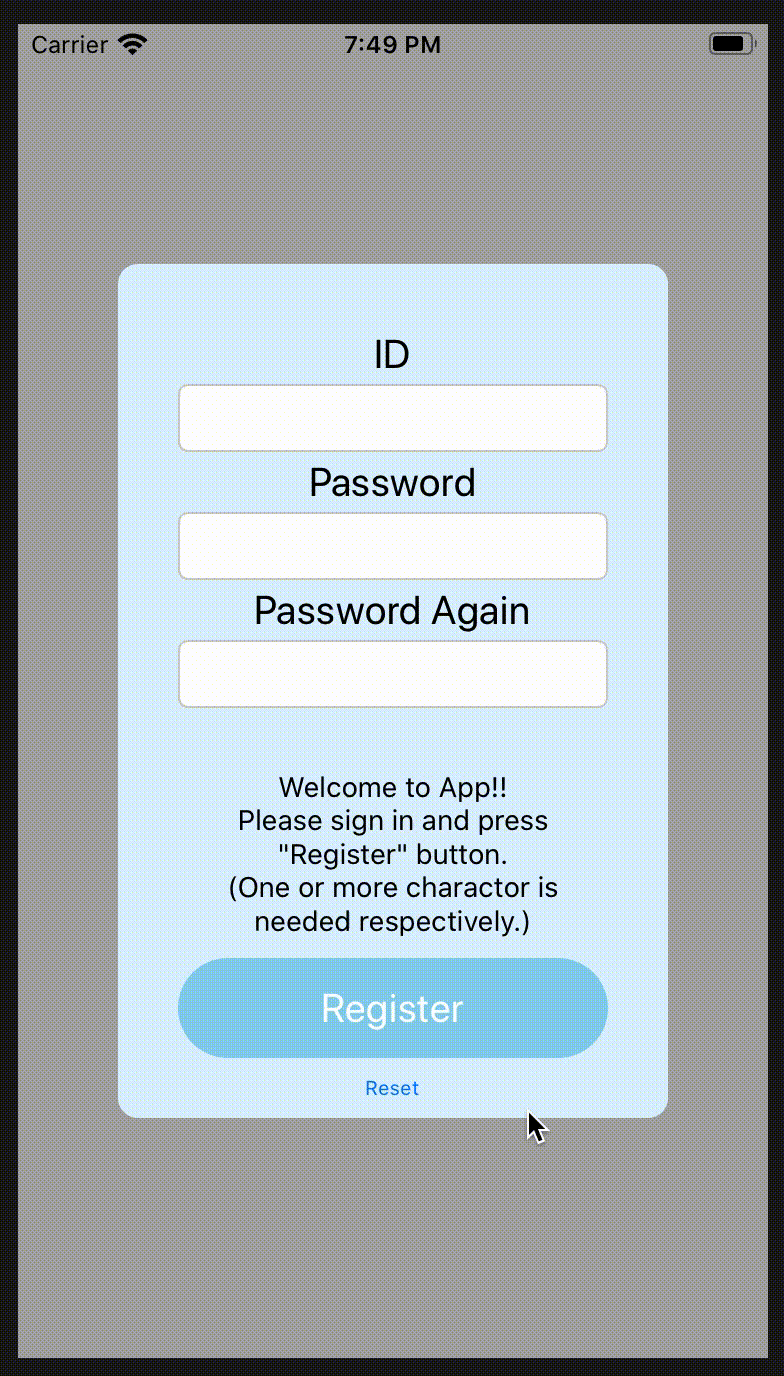 Carrier 7:49 PM
ID
Password
Password Again
Welcome to App!!
Please sign in and press
"Register" button.
(One or more charactor is
needed respectively.)
Register
Reset